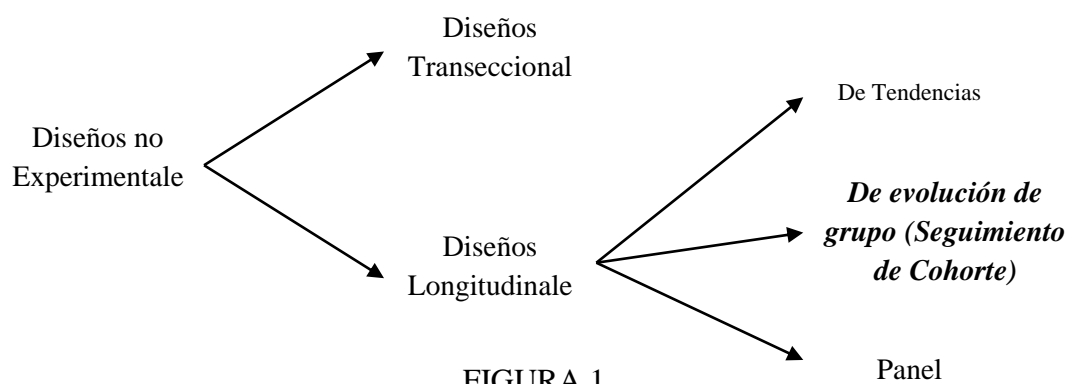 Diseños no
Experimentale
Diseños
Transeccional
Diseños
Longitudinale
De Tendencias
De evolución de
grupo (Seguimiento
de Cohorte)
Panel
FIGURA 1